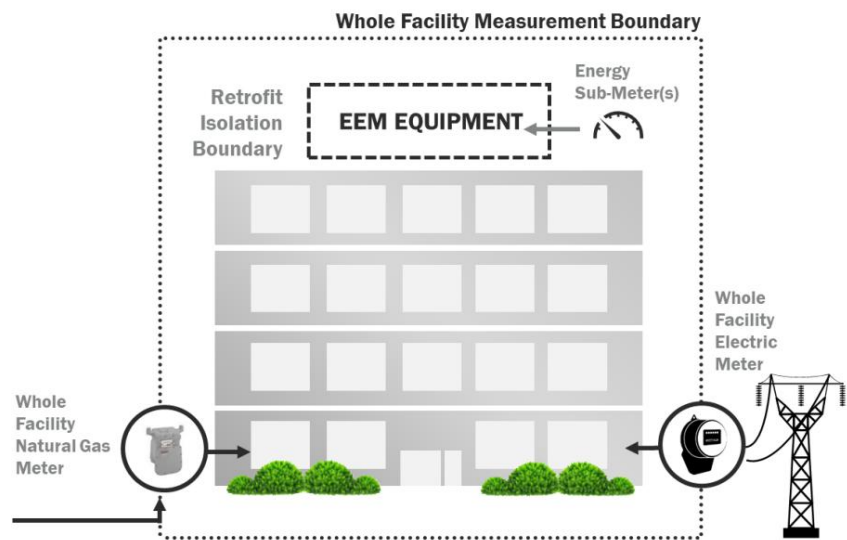 Whole Facility Measurement Boundary
Energy
Sub-Meter(s)
Retrofit
Isolation
Boundary
EEM EQUIPMENT
Whole
Facility
Electric
Meter
Whole
Facility
Natural Gas
Meter